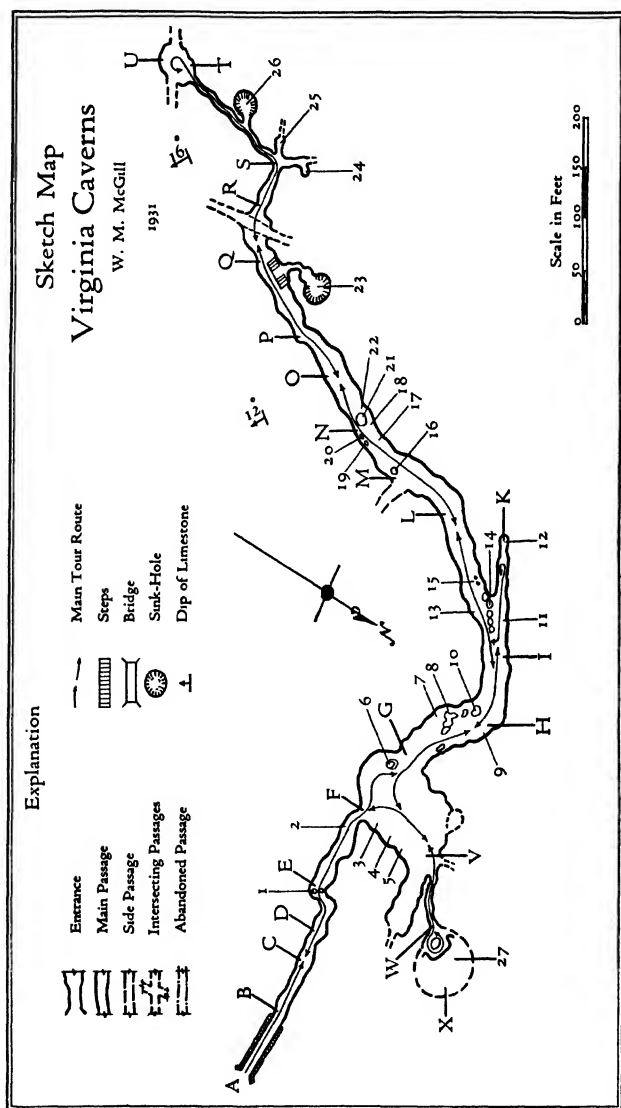 Sketch Map
Virginia Caverns
W. M. McGill
1931
Explanation
Entrance
Main Passage
Side Passage
Intersecting Passages
Abandoned Passage
Main Tour Route
Steps
Bridge
Sink-Hole
Dip of Limestone
N
12°
A
B
C
D
E
1
2
F
3
4
5
6
G
7
8
10
9
H
I
11
12
K
14
13
15
L
M
16
19
20
N
17
18
21
22
O
P
Q
23
R
S
24
25
26
T
U
V
W
X
27
Scale in Feet
0 50 100 150 200